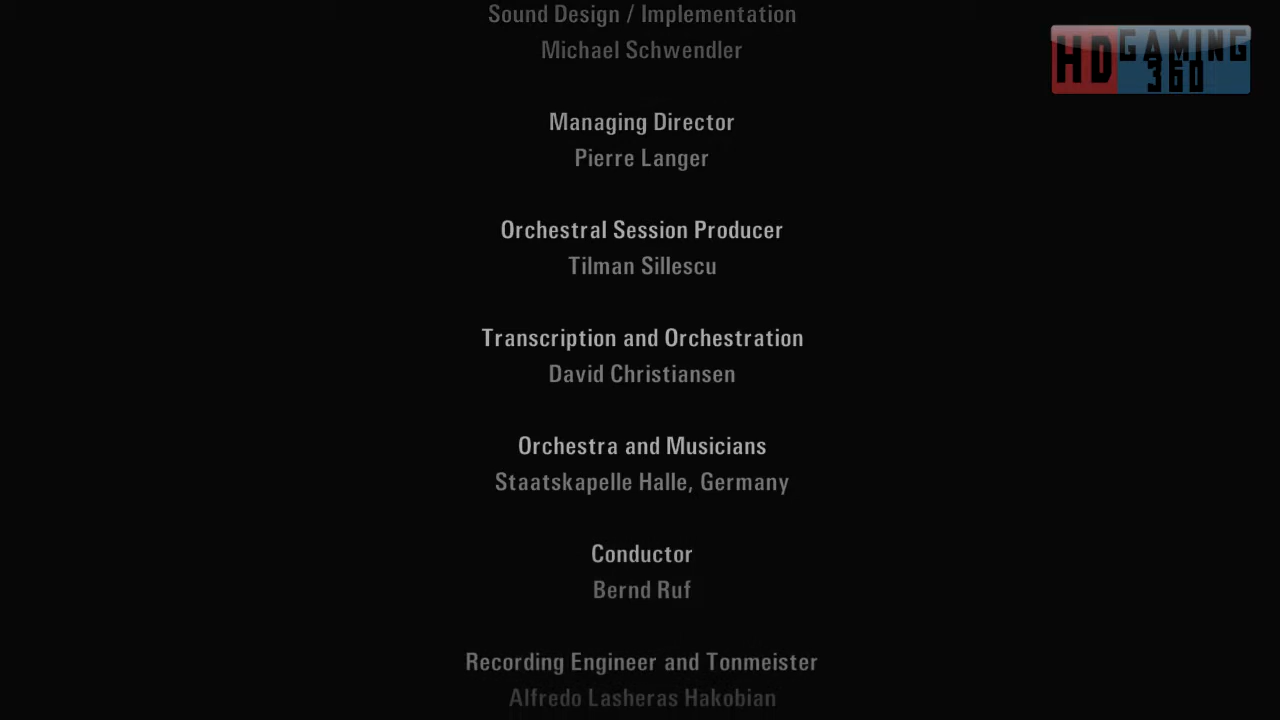 Sound Design / Implementation
Michael Schwendler
HD GAMING 360
Managing Director
Pierre Langer
Orchestral Session Producer
Tilman Sillescu
Transcription and Orchestration
David Christiansen
Orchestra and Musicians
Staatskapelle Halle, Germany
Conductor
Bernd Ruf
Recording Engineer and Tonmeister
Alfredo Lasheras Hakobian